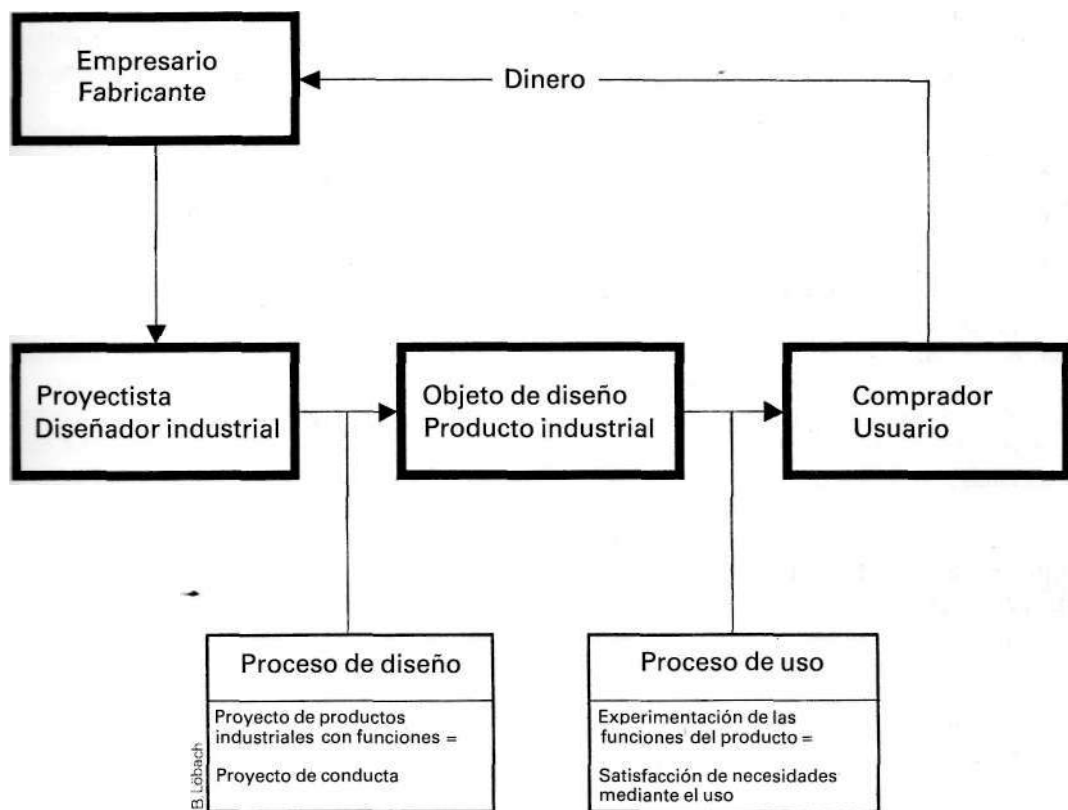 Empresario
Fabricante
Dinero
Proyectista
Diseñador industrial
Objeto de diseño
Producto industrial
Comprador
Usuario
Proceso de diseño
Proyecto de productos
industriales con funciones =
Proyecto de conducta
Proceso de uso
Experimentación de las
funciones del producto =
Satisfacción de necesidades
mediante el uso
B. Löbach